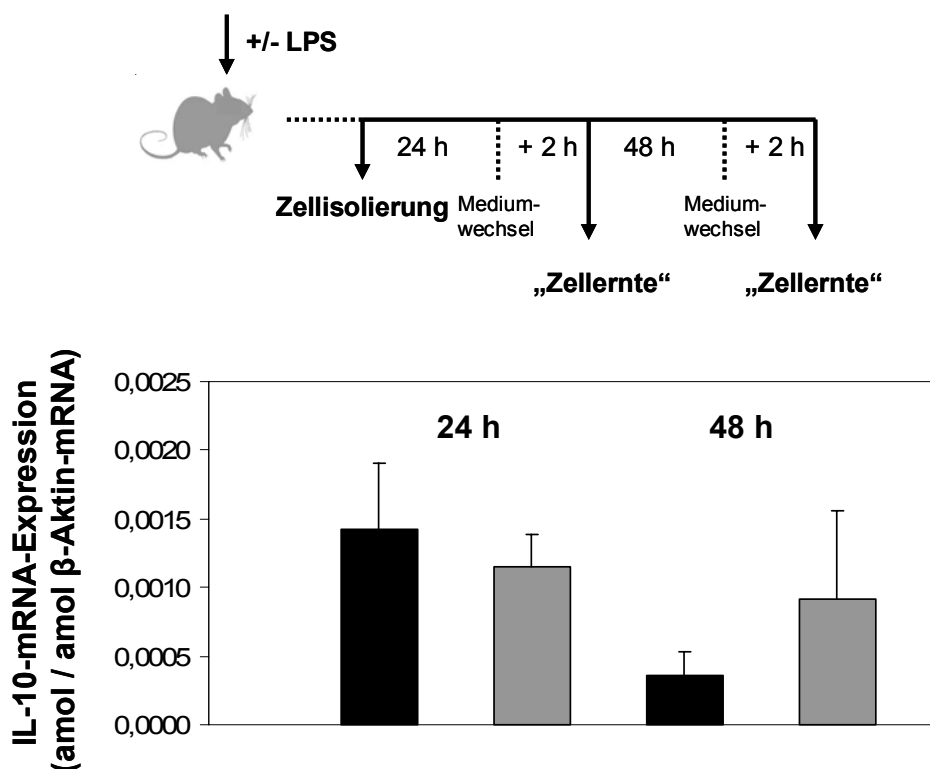 +/- LPS
24 h
+ 2 h
48 h
+ 2 h
Zellisolierung
Medium-
wechsel
Medium-
wechsel
„Zellernte“
„Zellernte“
IL-10-mRNA-Expression
(amol / amol β-Aktin-mRNA)
0,0025
0,0020
0,0015
0,0010
0,0005
0,0000
24 h
48 h